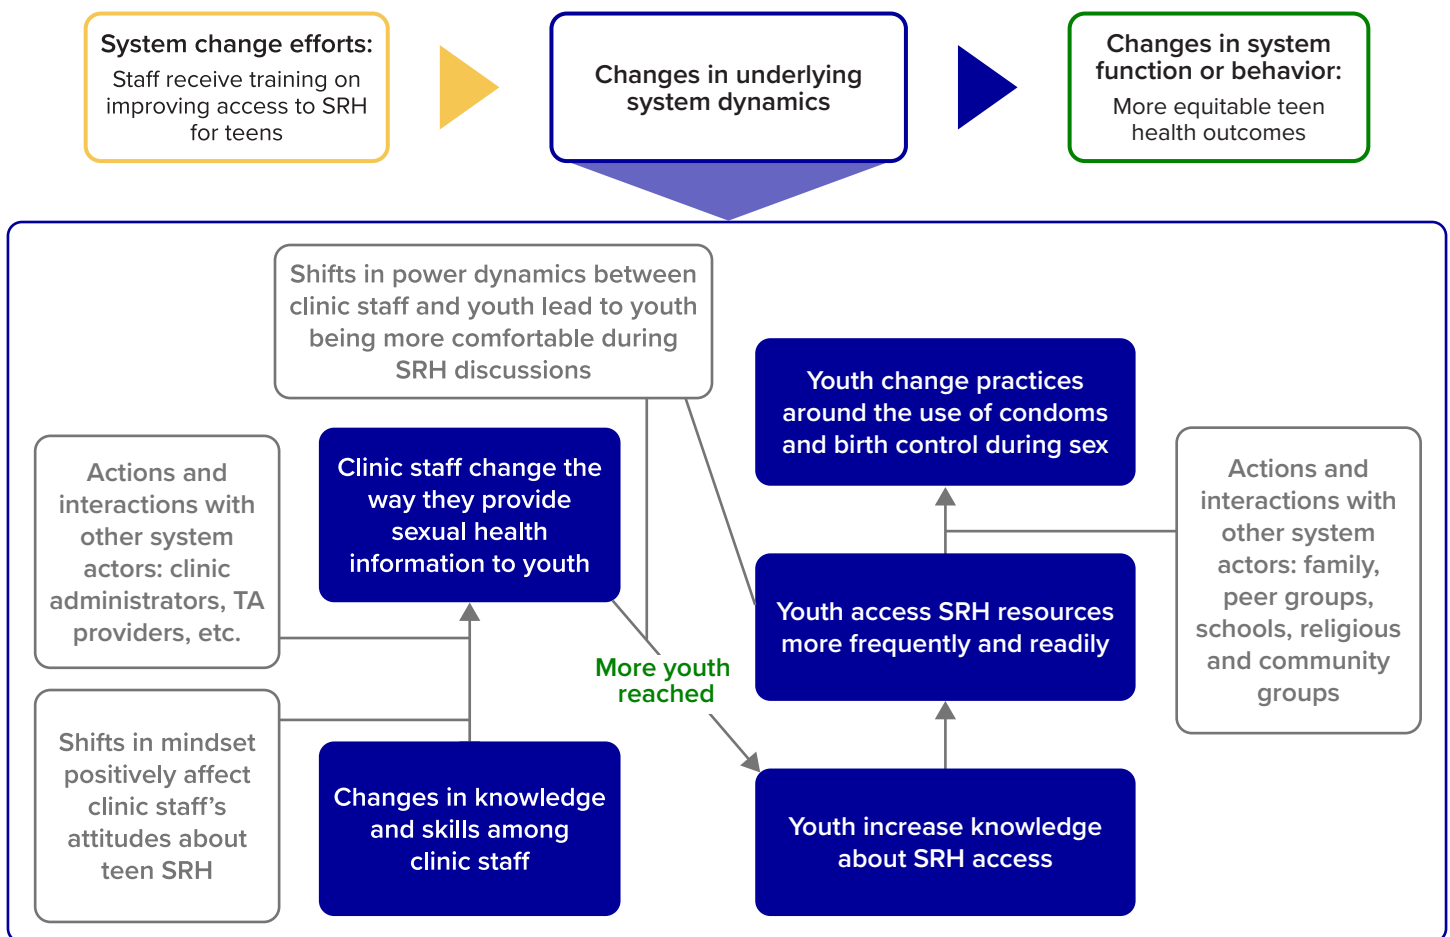 System change efforts:
Staff receive training on
improving access to SRH
for teens
Changes in underlying
system dynamics
Changes in system
function or behavior:
More equitable teen
health outcomes
Shifts in power dynamics between
clinic staff and youth lead to youth
being more comfortable during
SRH discussions
Actions and
interactions with
other system
actors: clinic
administrators, TA
providers, etc.
Clinic staff change the
way they provide
sexual health
information to youth
Youth change practices
around the use of condoms
and birth control during sex
Actions and
interactions with
other system
actors: family,
peer groups,
schools, religious
and community
groups
Youth access SRH resources
more frequently and readily
More youth
reached
Shifts in mindset
positively affect
clinic staff’s
attitudes about
teen SRH
Changes in knowledge
and skills among
clinic staff
Youth increase knowledge
about SRH access